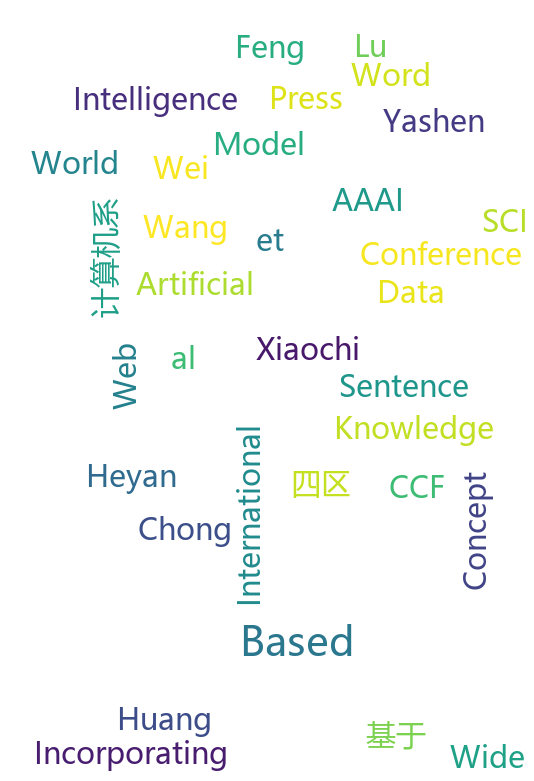 Feng
Lu
Word
Intelligence
Press
Yashen
Model
World
Wei
AAAI
计算机系
SCI
Wang
et
Conference
Artificial
Data
Xiaochi
al
Web
Sentence
Knowledge
Heyan
International
四区
CCF
Concept
Chong
Based
Huang
基于
Incorporating
Wide